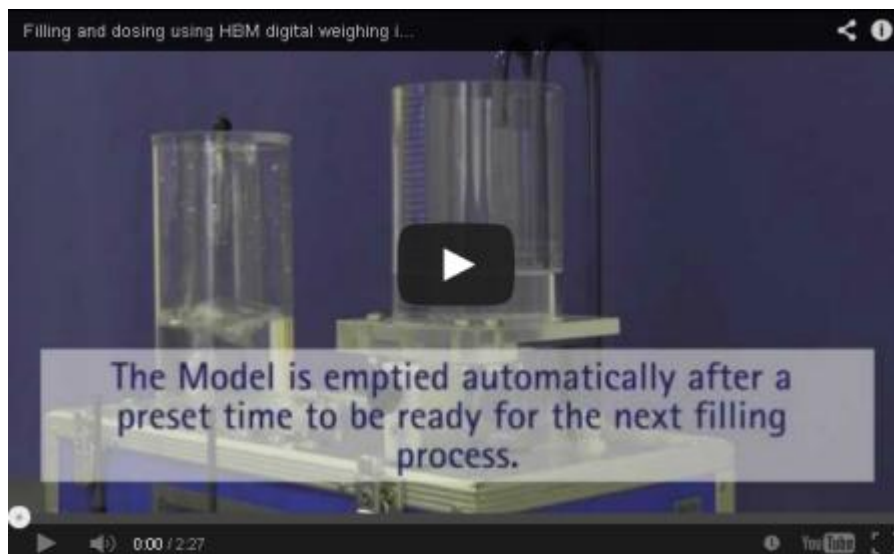 Filling and dosing using HBM digital weighing i...
The Model is emptied automatically after a
preset time to be ready for the next filling
process.
0:00 / 2:27
YouTube